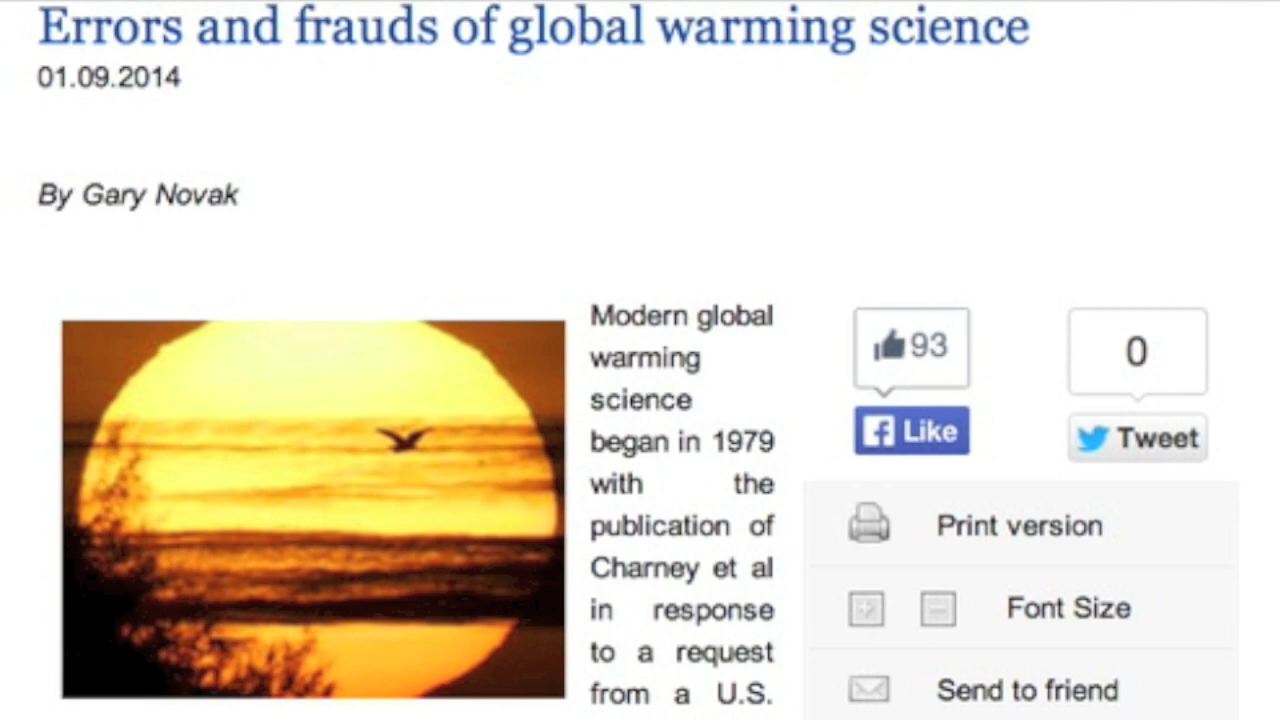 Errors and frauds of global warming science
01.09.2014
By Gary Novak
Modern global
warming
science
began in 1979
with the
publication of
Charney et al
in response
to a request
from a U.S.
93
Like
0
Tweet
Print version
Font Size
Send to friend